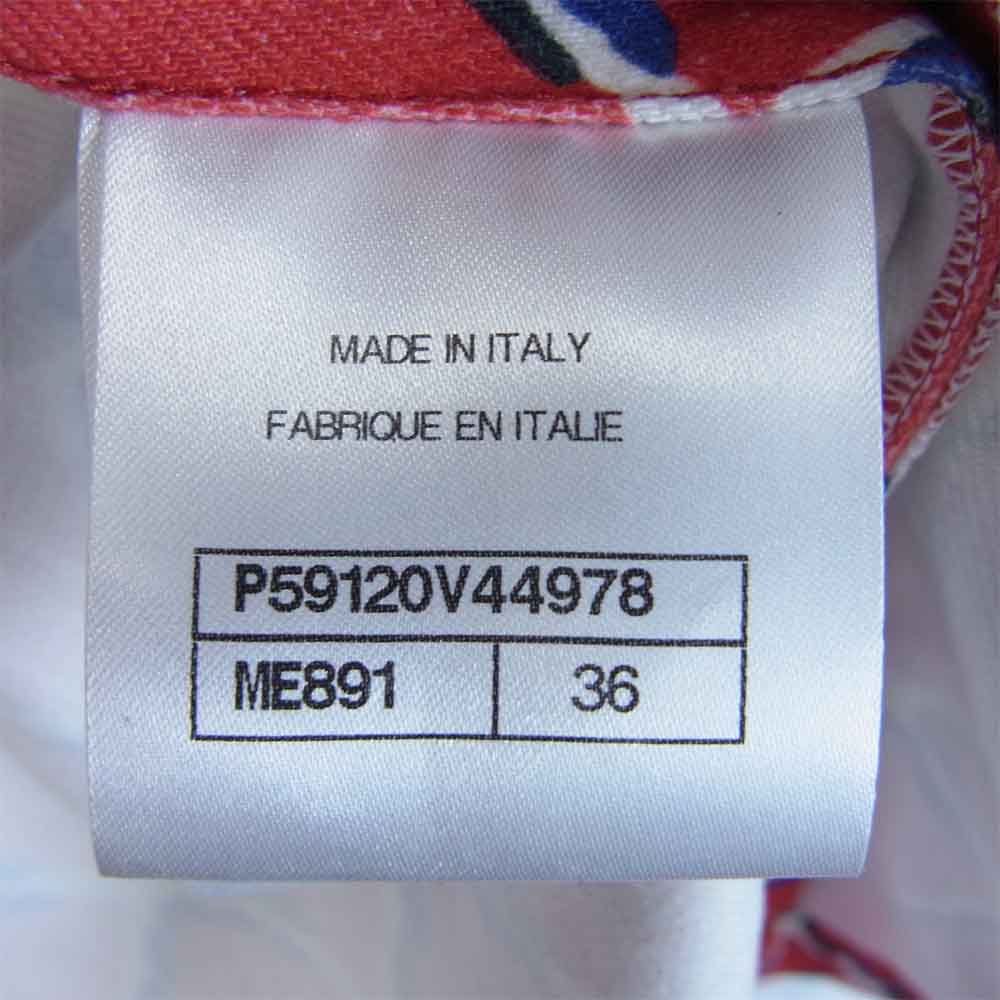 MADE IN ITALY
FABRIQUE EN ITALIE
P59120V44978
ME891 36